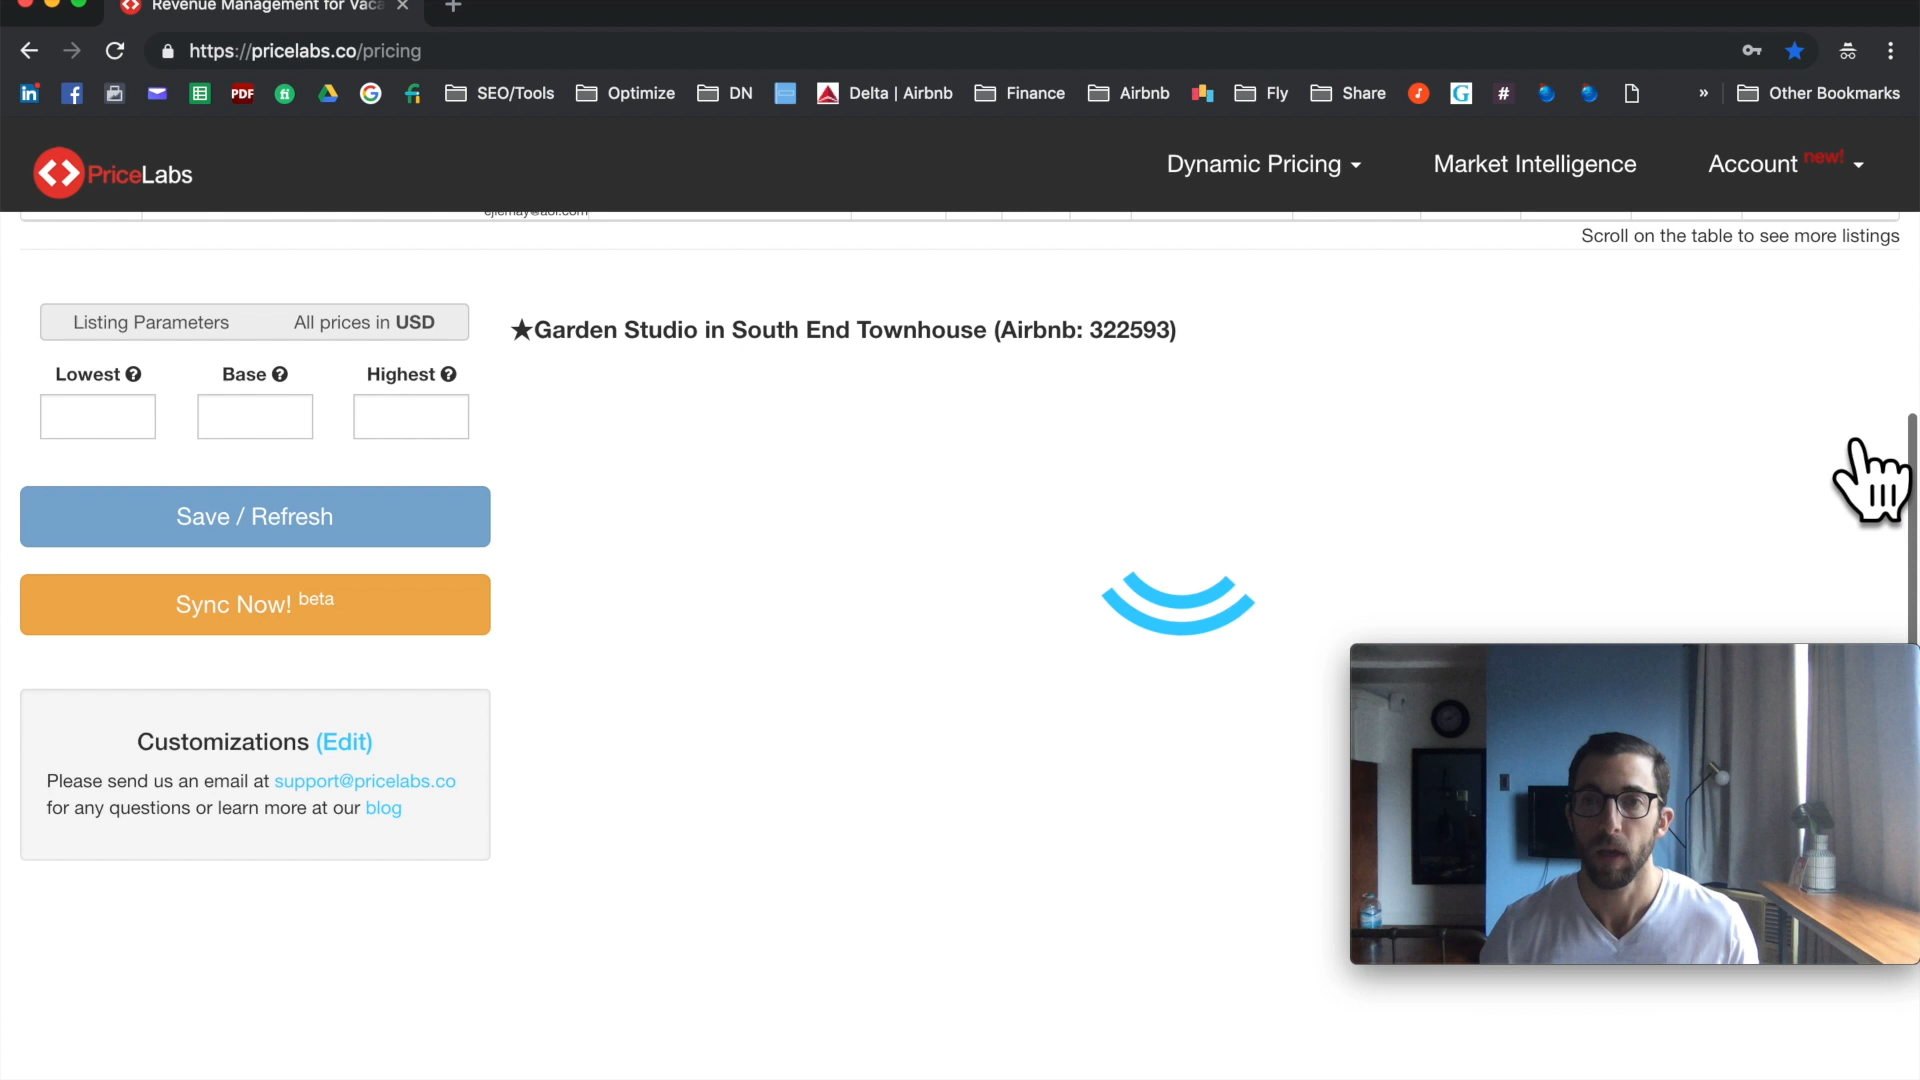 Revenue Management for Vaca
https://pricelabs.co/pricing
in PDF fi SEO/Tools Optimize DN Delta | Airbnb Finance Airbnb Fly Share G # » Other Bookmarks
PriceLabs
Dynamic Pricing Market Intelligence Account new!
Scroll on the table to see more listings
Listing Parameters All prices in USD
★Garden Studio in South End Townhouse (Airbnb: 322593)
Lowest ? Base ? Highest ?
Save / Refresh
Sync Now! beta
Customizations (Edit)
Please send us an email at support@pricelabs.co
for any questions or learn more at our blog